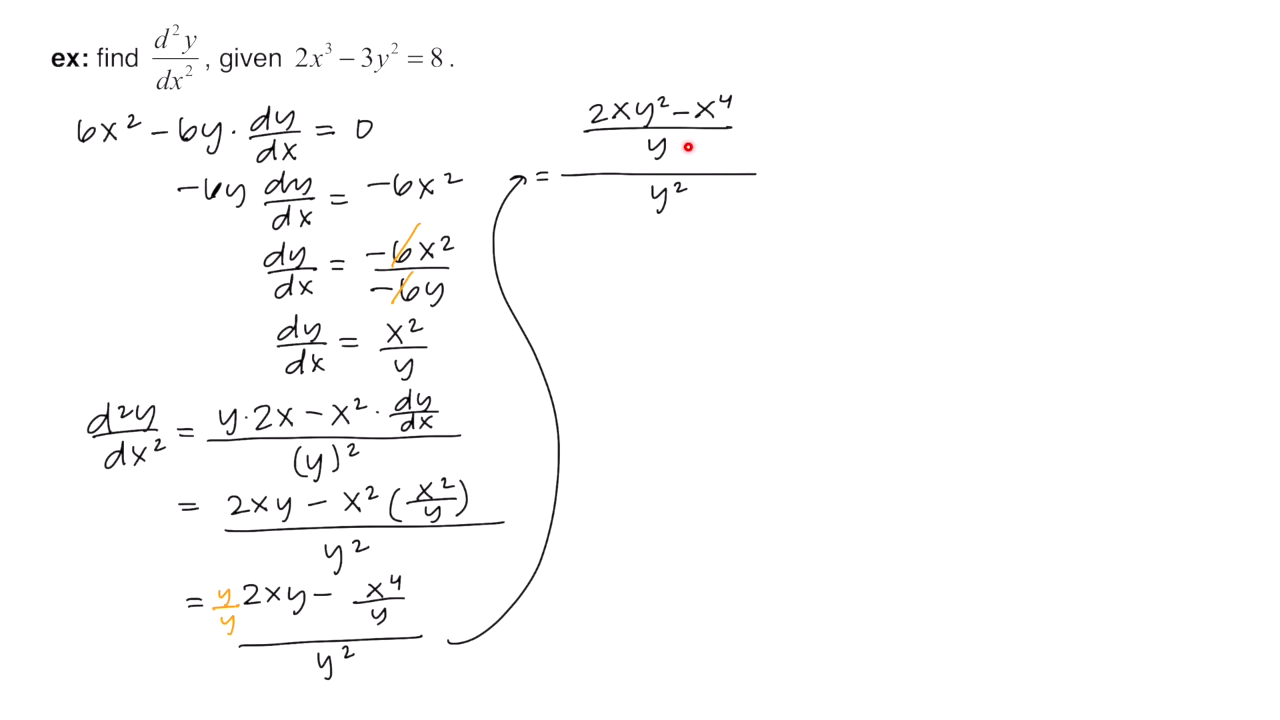 ex: find d²y/dx², given 2x³ − 3y² = 8.
6x² − 6y · dy/dx = 0
−6y dy/dx = −6x²
dy/dx = −6x²/−6y
dy/dx = x²/y
d²y/dx² = (y·2x − x² · dy/dx)/(y)²
= (2xy − x² (x²/y))/y²
= (y/y 2xy − x⁴/y)/y²
= ((2xy² − x⁴)/y)/y²